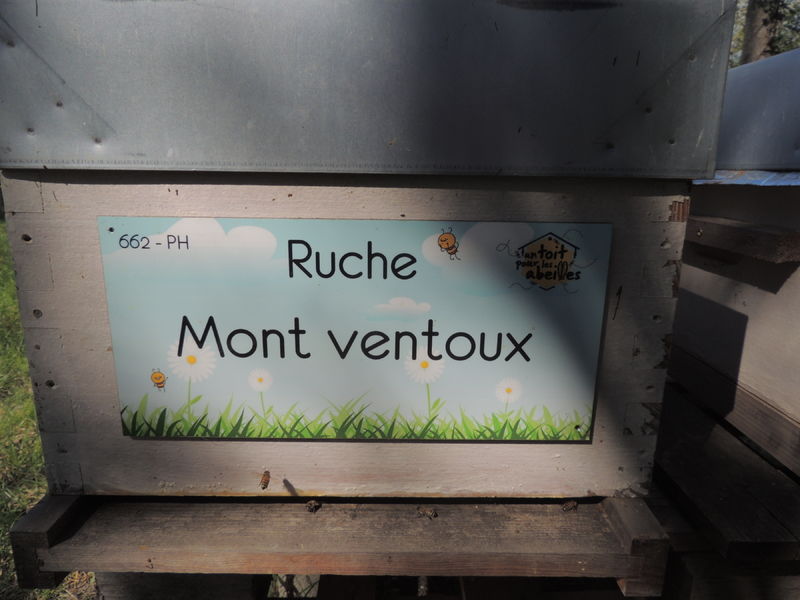 662 - PH
Ruche
un toit
pour les
abeilles
Mont ventoux